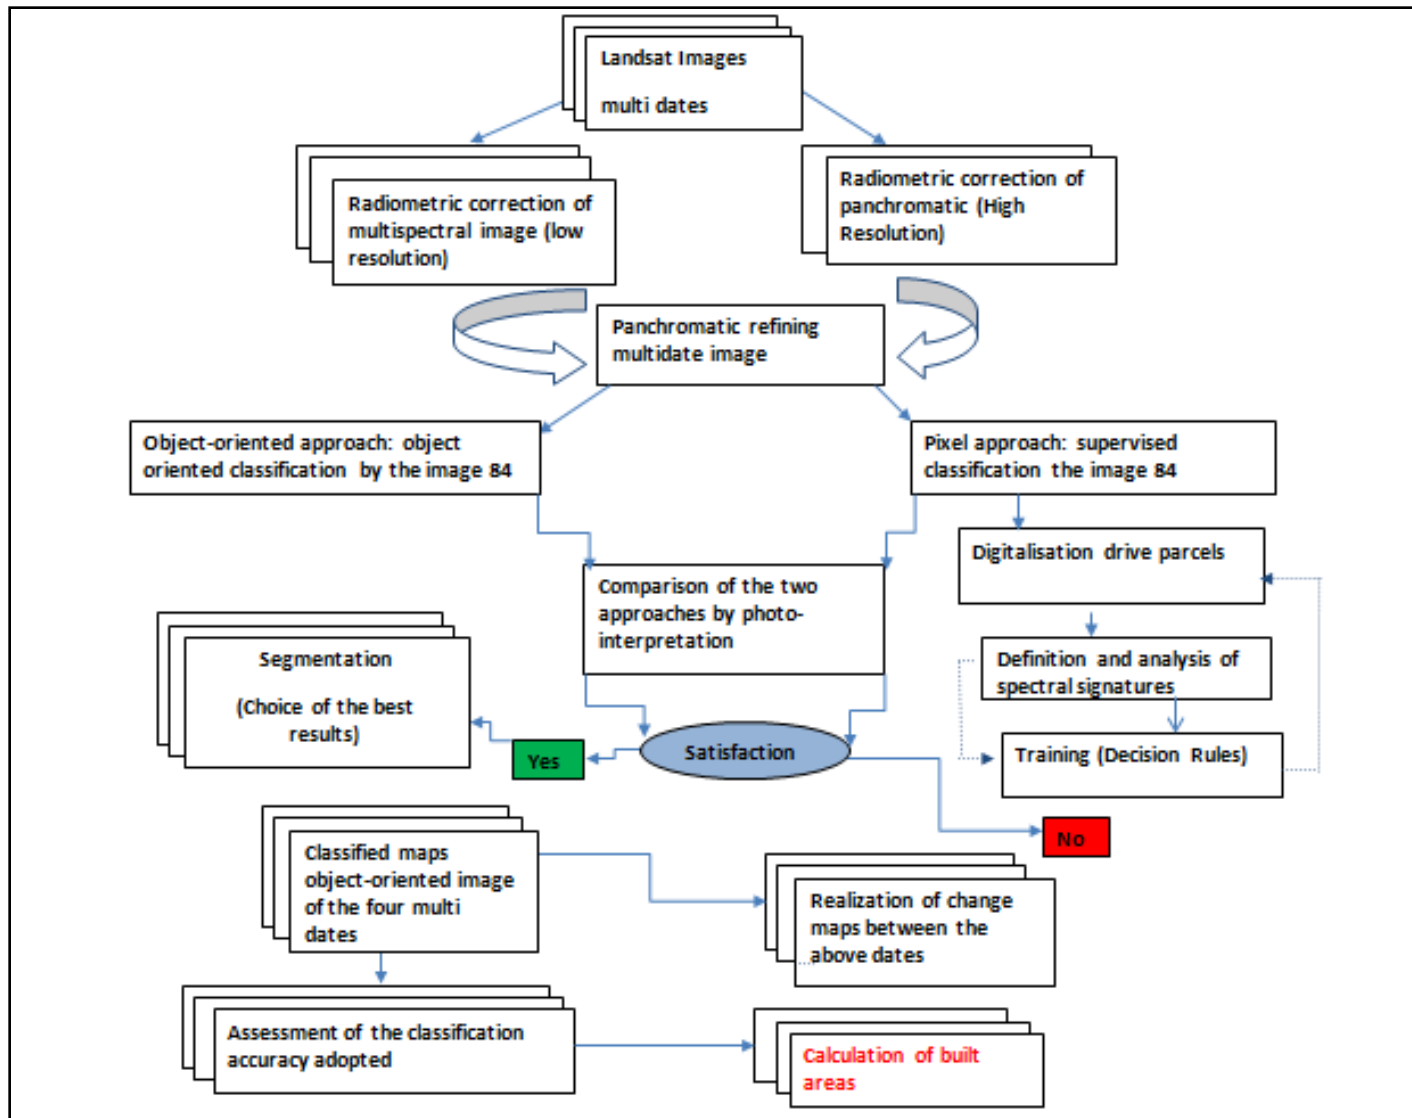 Landsat Images
multi dates
Radiometric correction of
multispectral image (low
resolution)
Radiometric correction of
panchromatic (High
Resolution)
Panchromatic refining
multidate image
Object-oriented approach: object
oriented classification by the image 84
Pixel approach: supervised
classification the image 84
Digitalisation drive parcels
Comparison of the two
approaches by photo-
interpretation
Definition and analysis of
spectral signatures
Segmentation
(Choice of the best
results)
Yes
Satisfaction
Training (Decision Rules)
No
Classified maps
object-oriented image
of the four multi
dates
Realization of change
maps between the
above dates
Assessment of the classification
accuracy adopted
Calculation of built
areas